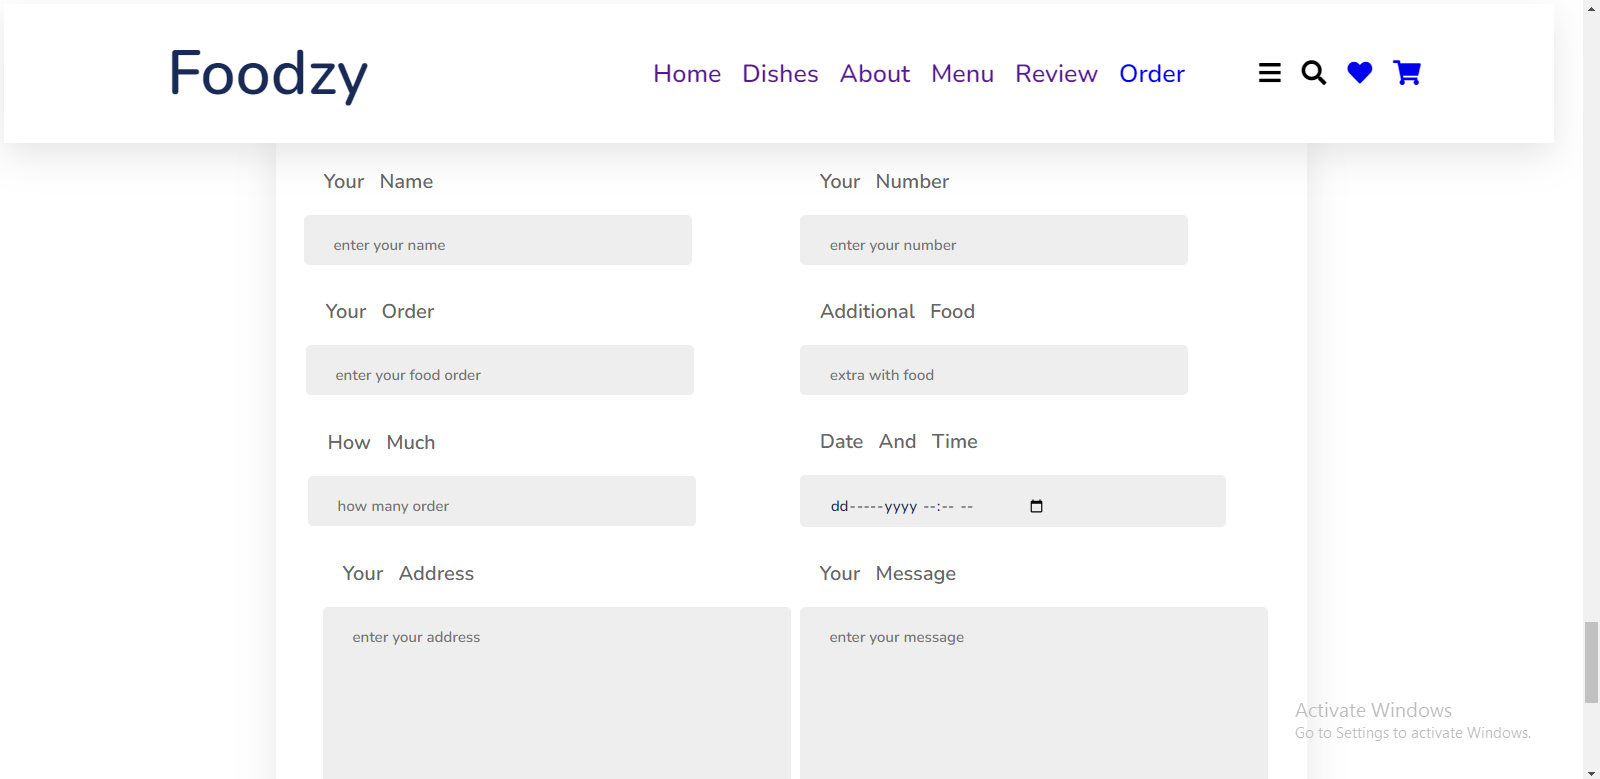 Foodzy Home Dishes About Menu Review Order
Your Name Your Number
enter your name enter your number
Your Order Additional Food
enter your food order extra with food
How Much Date And Time
how many order dd-----yyyy --:-- --
Your Address Your Message
enter your address enter your message
Activate Windows
Go to Settings to activate Windows.